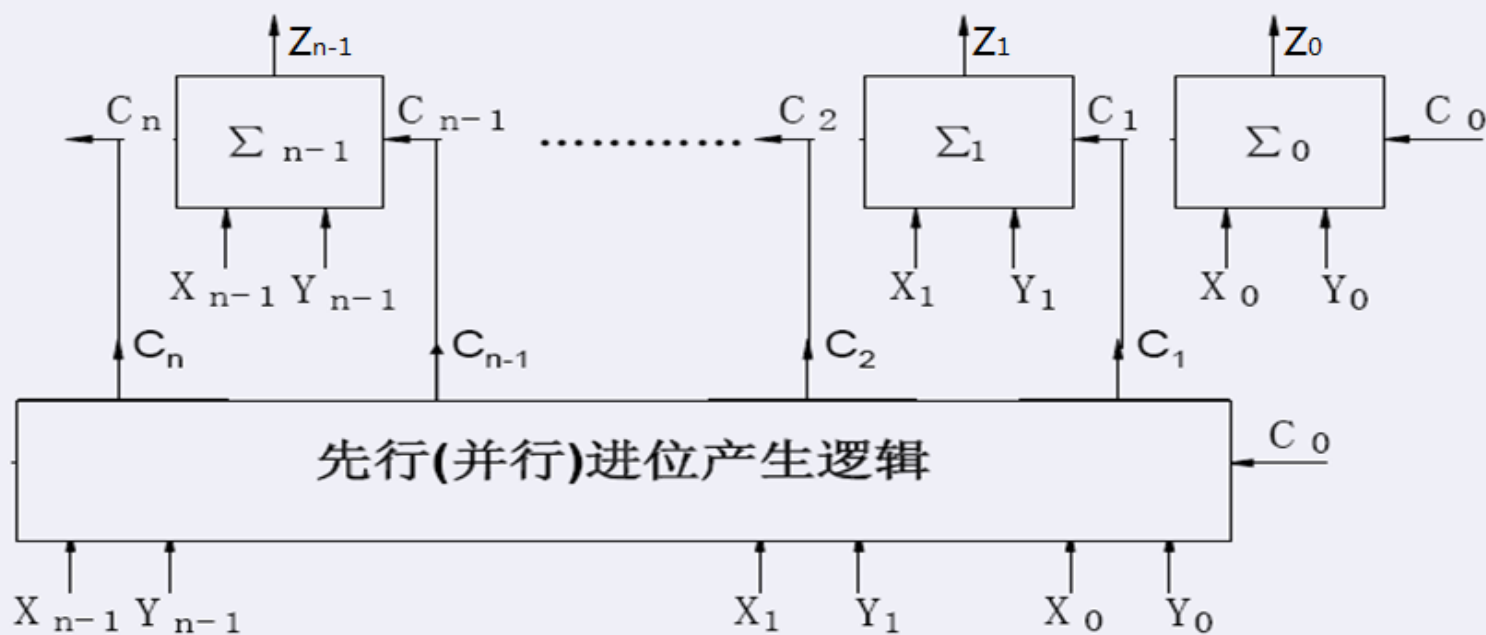 Zn-1 Z1 Z0
Cn Cn-1 ............ C2 C1 C0
Σn-1 Σ1 Σ0
Xn-1 Yn-1 X1 Y1 X0 Y0
Cn Cn-1 C2 C1
先行(并行)进位产生逻辑 C0
Xn-1 Yn-1 X1 Y1 X0 Y0